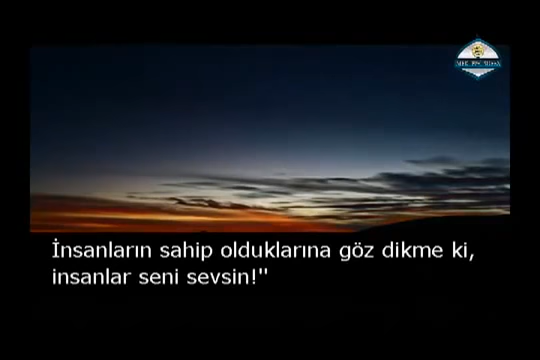 İnsanların sahip olduklarına göz dikme ki,
insanlar seni sevsin!"